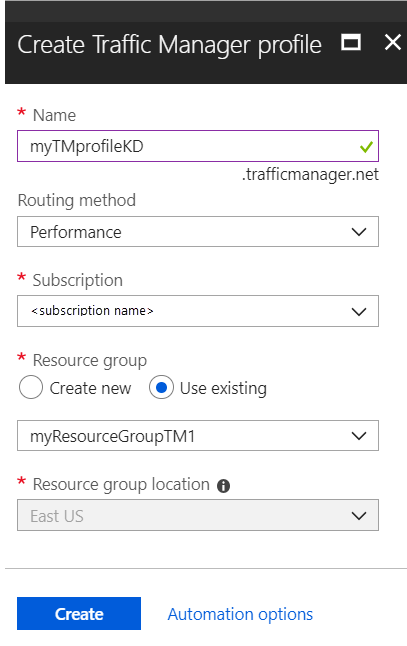 Create Traffic Manager profile
* Name
myTMprofileKD
.trafficmanager.net
Routing method
Performance
* Subscription
<subscription name>
* Resource group
Create new Use existing
myResourceGroupTM1
* Resource group location
East US
Create Automation options